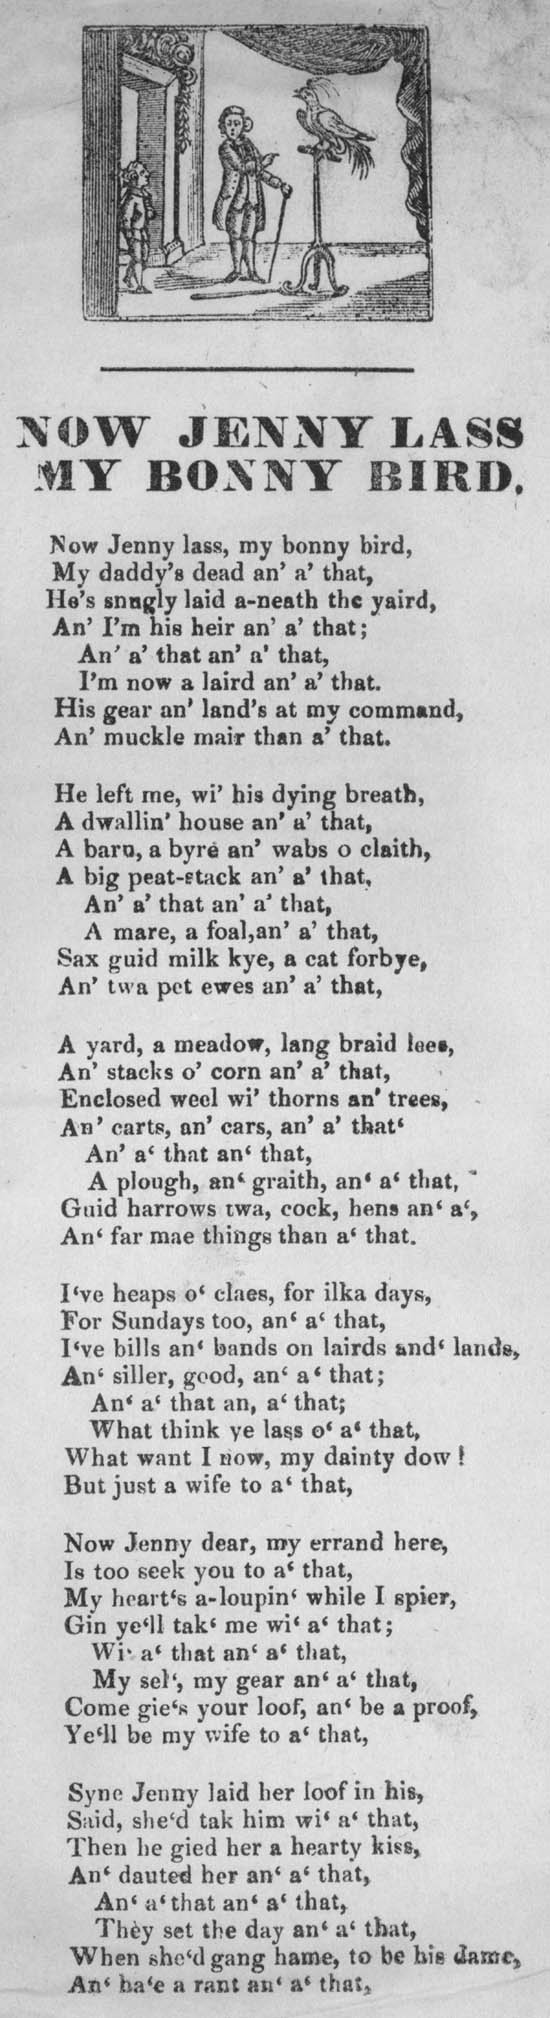 NOW JENNY LASS
MY BONNY BIRD.
Now Jenny lass, my bonny bird,
My daddy's dead an' a' that,
He's snugly laid a-neath the yaird,
An' I'm his heir an' a' that;
An' a' that an' a' that,
I'm now a laird an' a' that.
His gear an' land's at my command,
An' muckle mair than a' that.
He left me, wi' his dying breath,
A dwallin' house an' a' that,
A barn, a byre an' wabs o claith,
A big peat-stack an' a' that,
An' a' that an' a' that,
A mare, a foal,an' a' that,
Sax guid milk kye, a cat forbye,
An' twa pet ewes an' a' that,
A yard, a meadow, lang braid lees,
An' stacks o' corn an' a' that,
Enclosed weel wi' thorns an' trees,
An' carts, an' cars, an' a' that‘
An' a‘ that an‘ that,
A plough, an‘ graith, an‘ a‘ that,
Guid harrows twa, cock, hens an‘ a‘,
An‘ far mae things than a‘ that.
I‘ve heaps o‘ claes, for ilka days,
For Sundays too, an‘ a‘ that,
I‘ve bills an‘ bands on lairds and‘ lands,
An‘ siller, good, an‘ a‘ that;
An‘ a‘ that an, a‘ that;
What think ye lass o‘ a‘ that,
What want I now, my dainty dow!
But just a wife to a‘ that,
Now Jenny dear, my errand here,
Is too seek you to a‘ that,
My heart‘s a-loupin‘ while I spier,
Gin ye‘ll tak‘ me wi‘ a‘ that;
Wi‘ a‘ that an‘ a‘ that,
My sel‘, my gear an‘ a‘ that,
Come gie‘s your loof, an‘ be a proof,
Ye‘ll be my wife to a‘ that,
Syne Jenny laid her loof in his,
Said, she‘d tak him wi‘ a‘ that,
Then he gied her a hearty kiss,
An‘ dauted her an‘ a‘ that,
An‘ a‘ that an‘ a‘ that,
They set the day an‘ a‘ that,
When she‘d gang hame, to be his dame,
An‘ ha‘e a rant an‘ a‘ that,